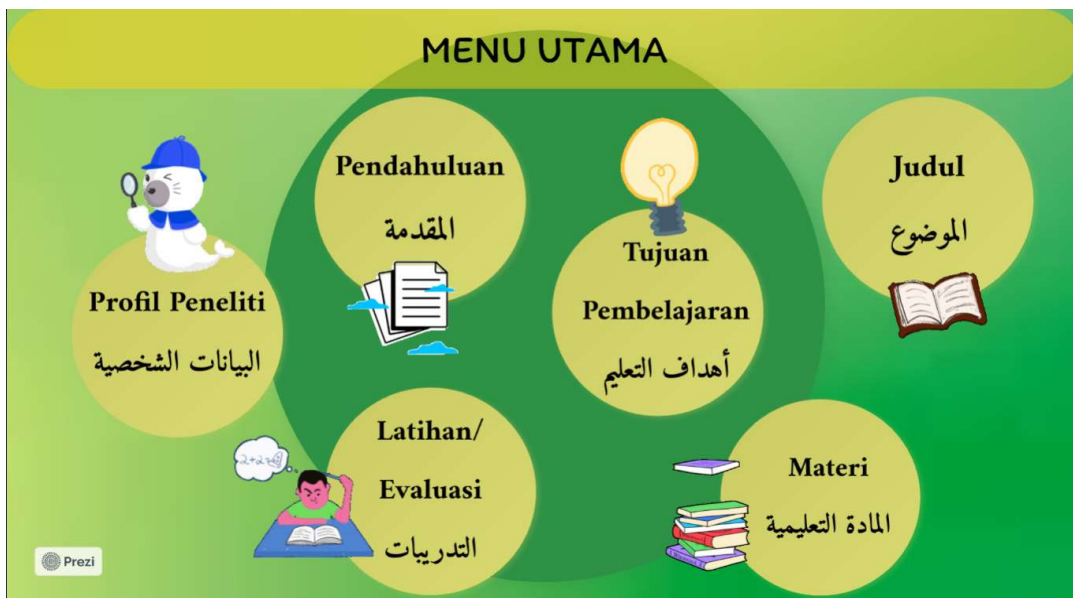 MENU UTAMA
Profil Peneliti
البيانات الشخصية
Pendahuluan
المقدمة
Tujuan
Pembelajaran
أهداف التعليم
Judul
الموضوع
Latihan/
Evaluasi
التدريبات
Materi
المادة التعليمية
Prezi